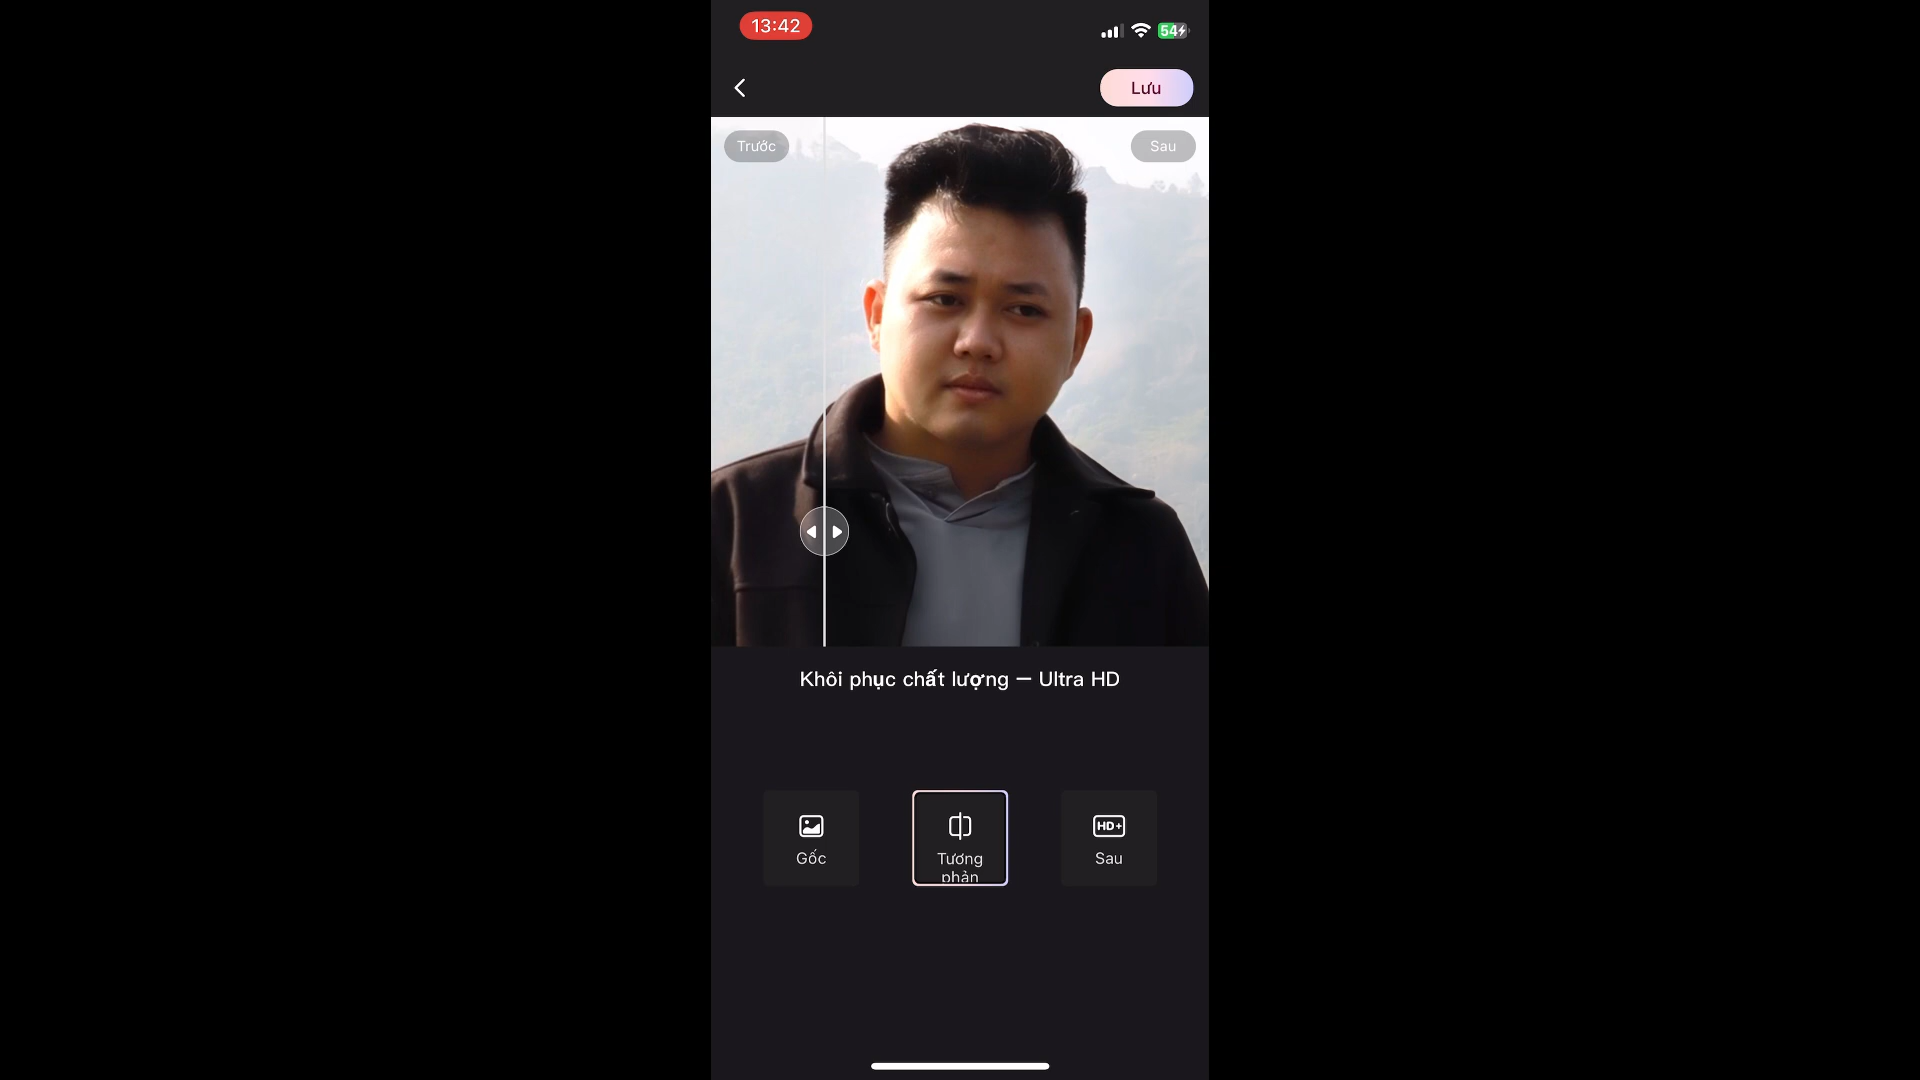 13:42
54
Lưu
Trước
Sau
Khôi phục chất lượng — Ultra HD
HD+
Gốc
Tương
phản
Sau